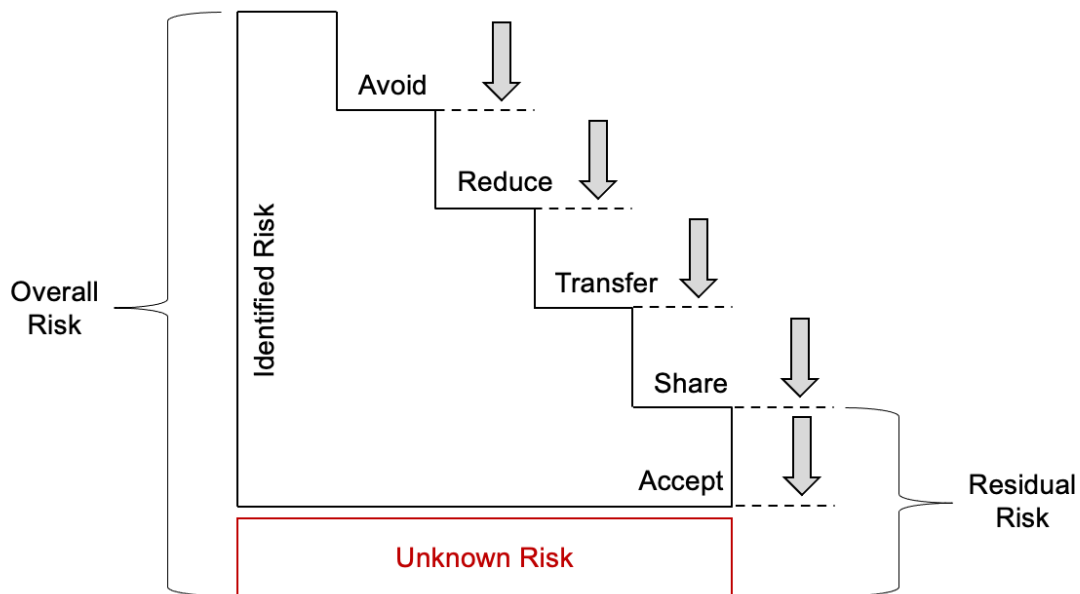 Avoid
Reduce
Identified Risk
Transfer
Overall
Risk
Share
Accept
Residual
Risk
Unknown Risk